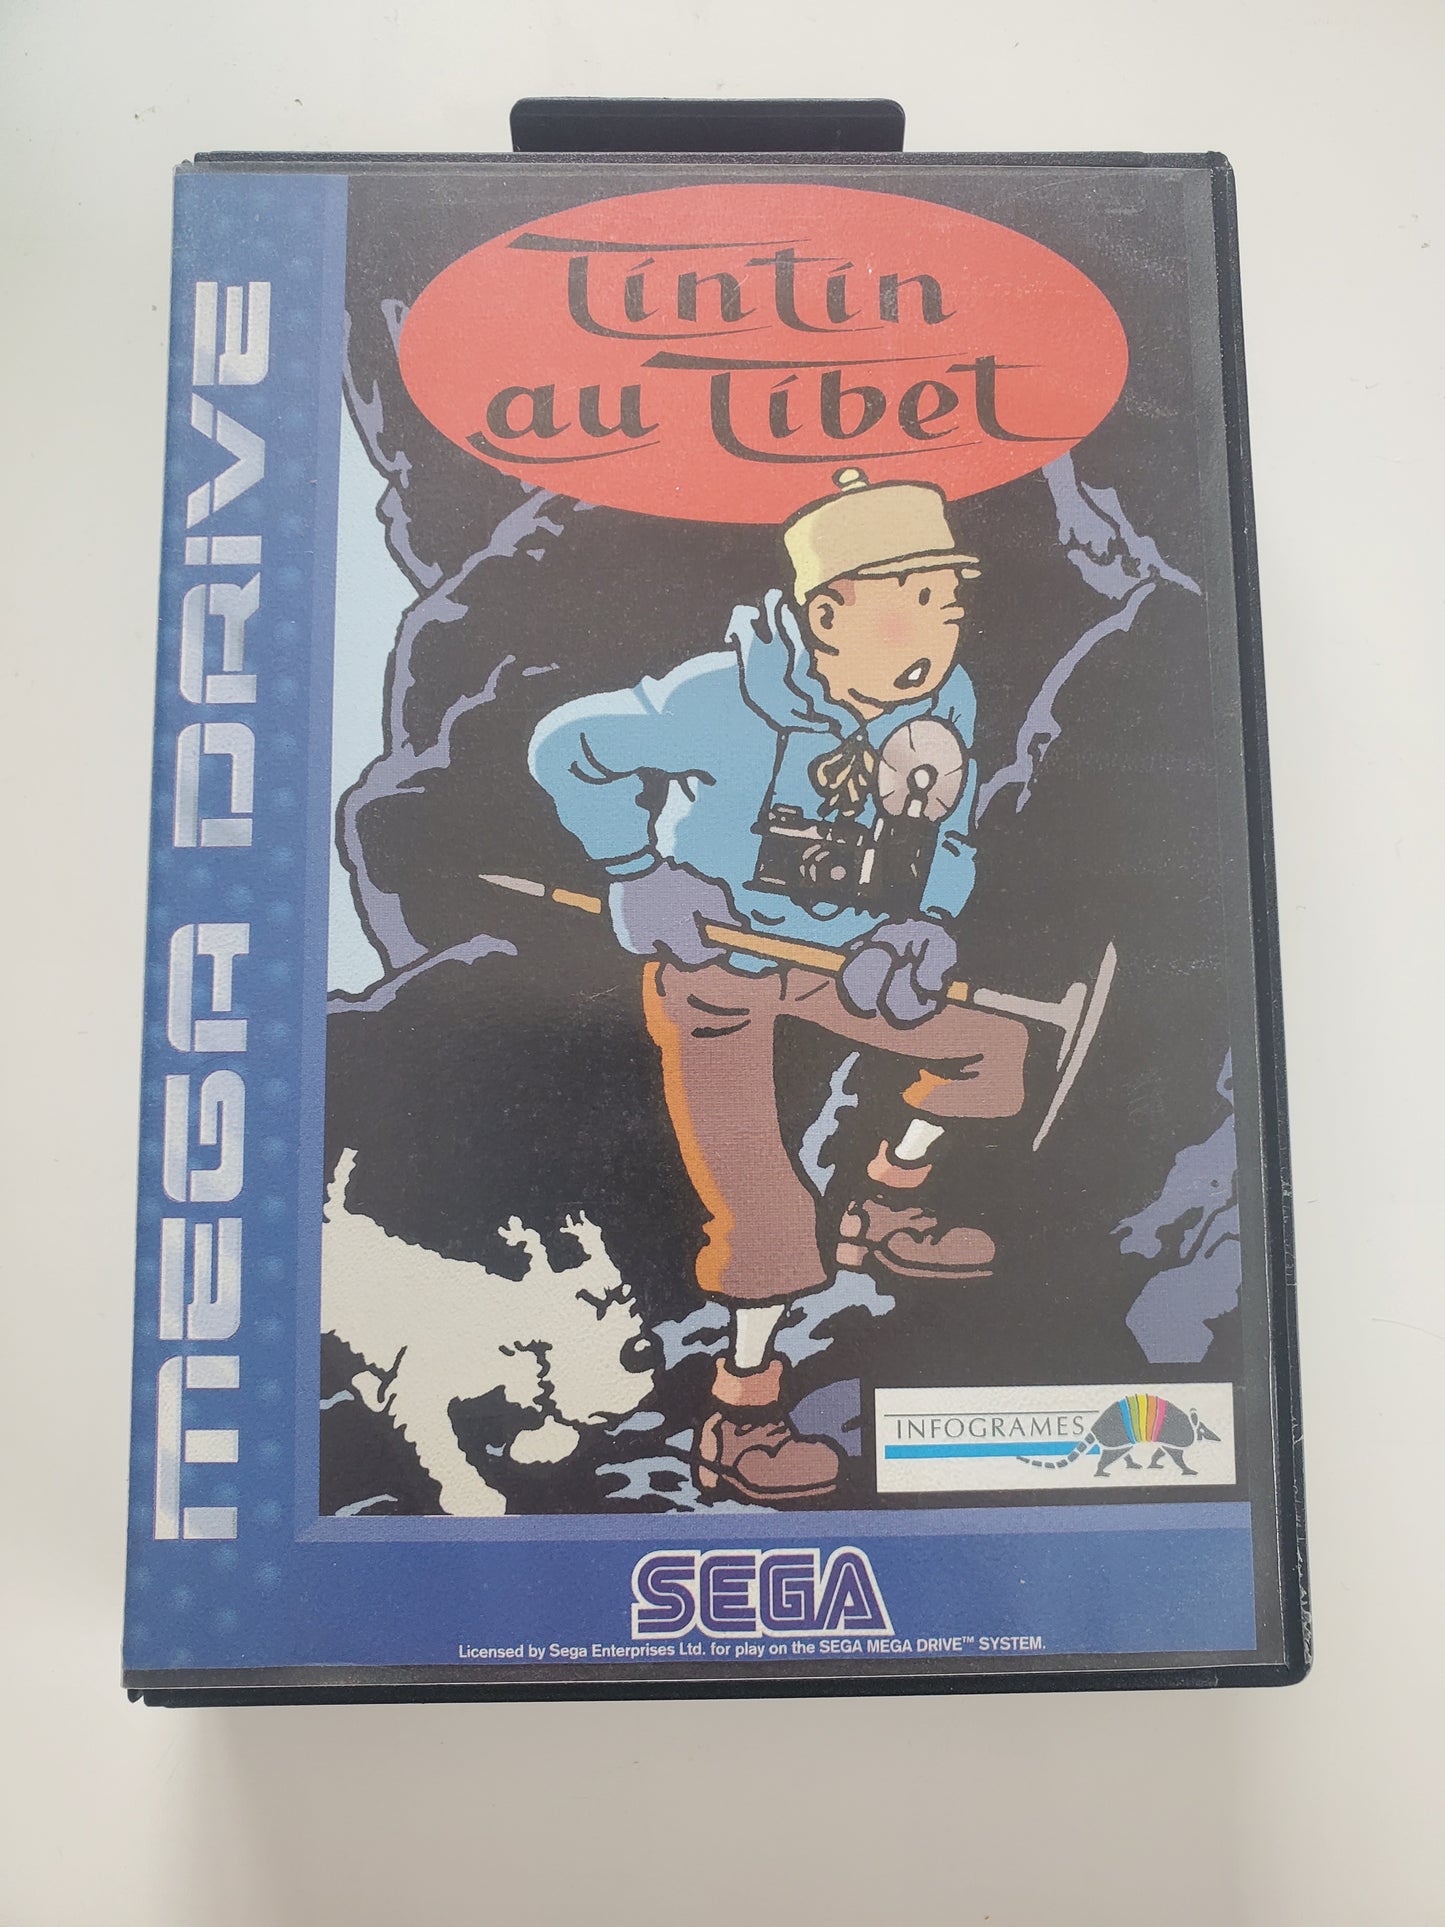 Tintin
au Tibet
MEGA DRIVE
INFOGRAMES
SEGA
Licensed by Sega Enterprises Ltd. for play on the SEGA MEGA DRIVE™ SYSTEM.